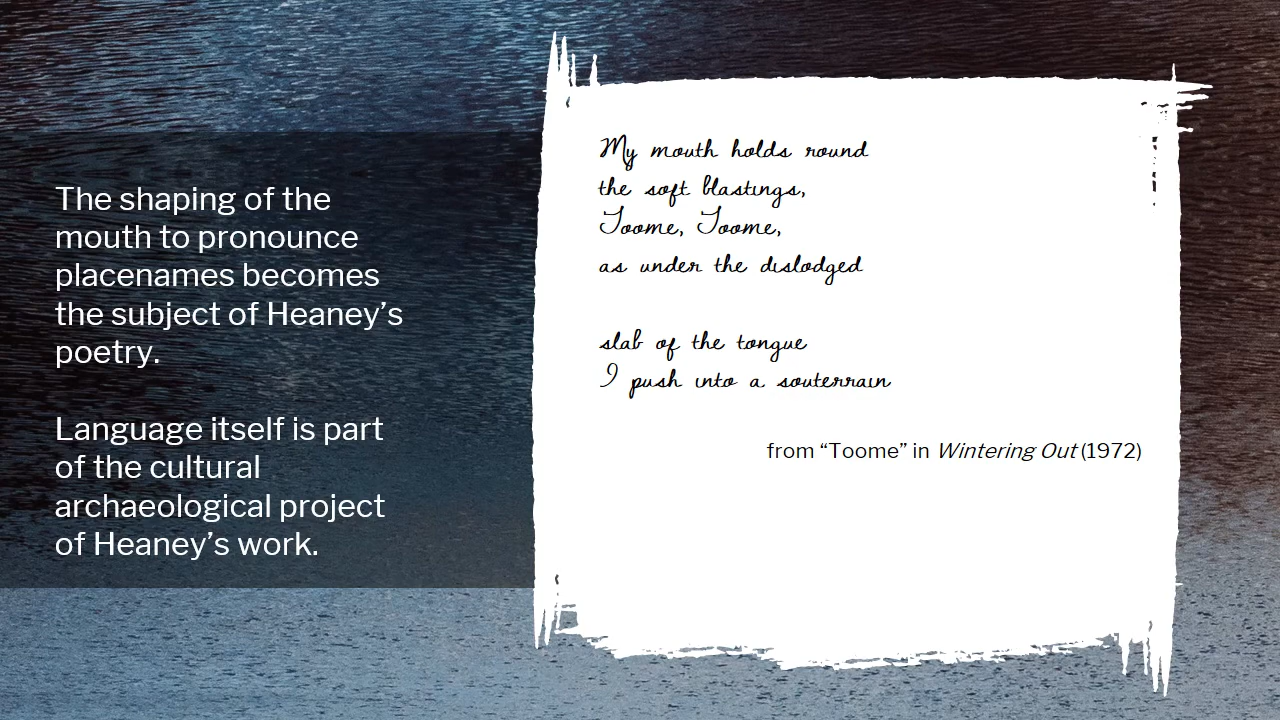 The shaping of the
mouth to pronounce
placenames becomes
the subject of Heaney’s
poetry.
Language itself is part
of the cultural
archaeological project
of Heaney’s work.
My mouth holds round
the soft blastings,
Toome, Toome,
as under the dislodged
slab of the tongue
I push into a souterrain
from “Toome” in Wintering Out (1972)